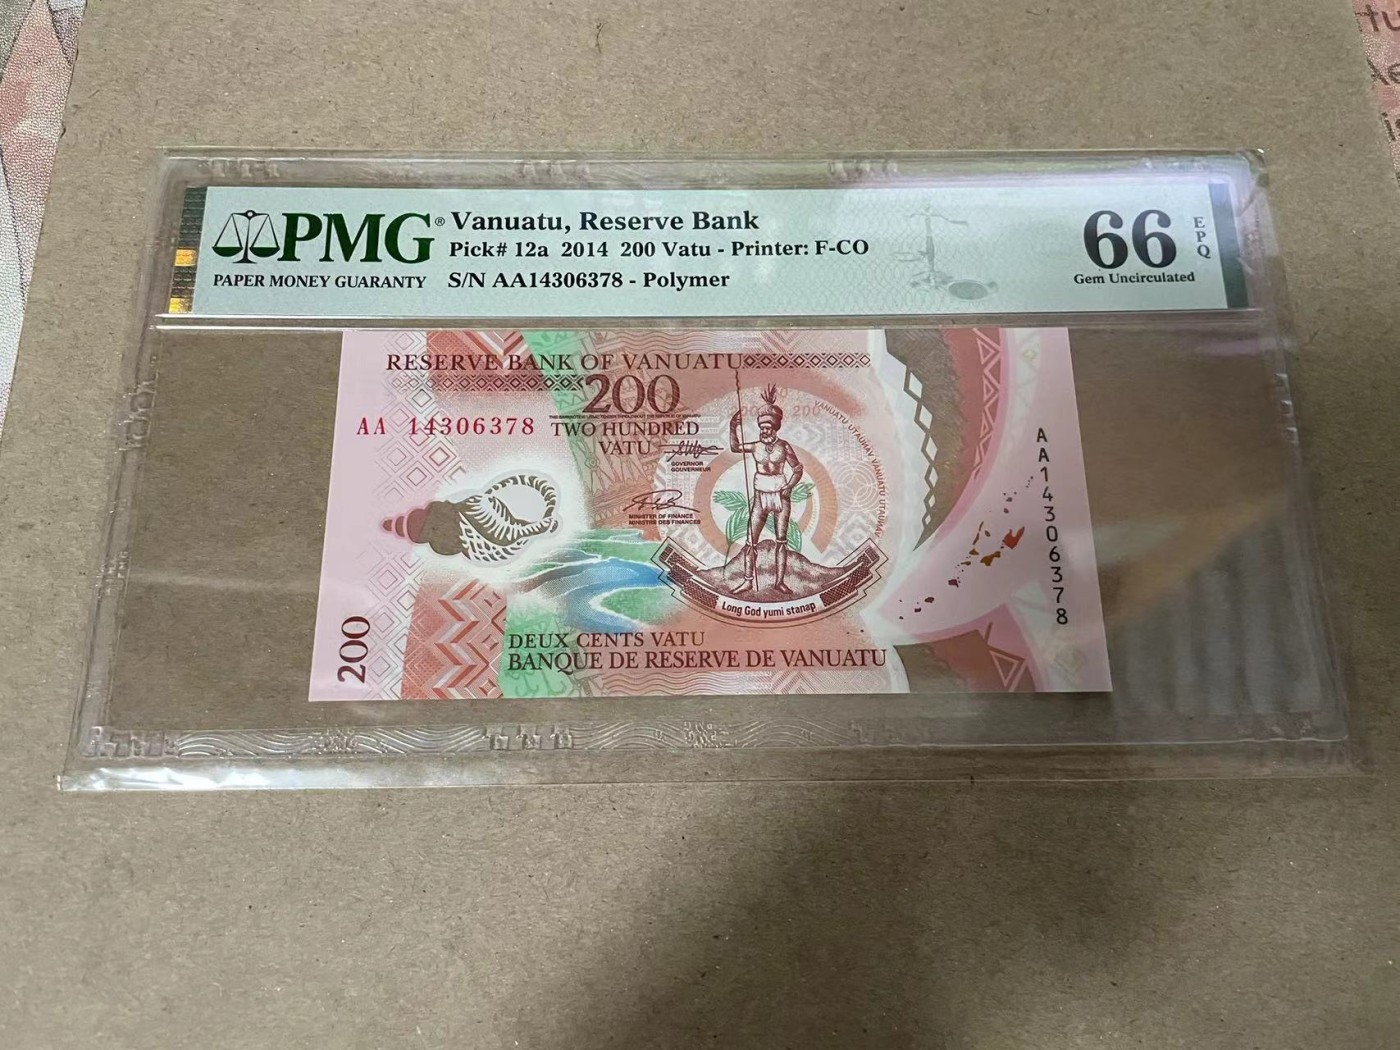 PMG®
PAPER MONEY GUARANTY
Vanuatu, Reserve Bank
Pick# 12a 2014 200 Vatu - Printer: F-CO
S/N AA14306378 - Polymer
66
EPQ
Gem Uncirculated
RESERVE BANK OF VANUATU
200
AA 14306378
TWO HUNDRED
VATU
GOVERNOR
GOUVERNEUR
MINISTER OF FINANCE
MINISTRE DES FINANCES
200
Long God yumi stanap
DEUX CENTS VATU
BANQUE DE RESERVE DE VANUATU
200
AA14306378